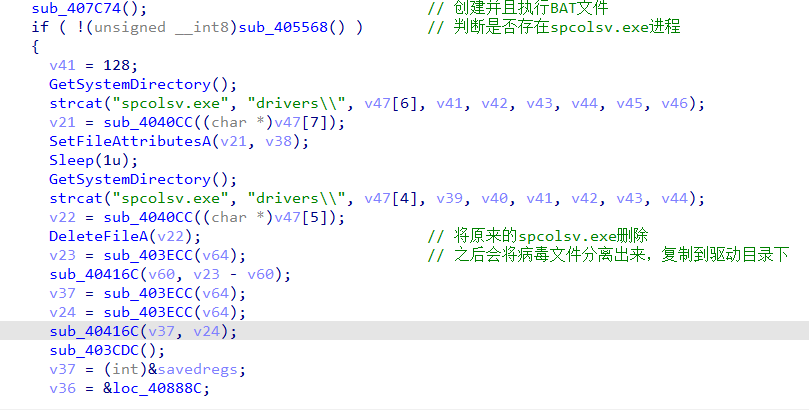 sub_407C74();                                   // 创建并且执行BAT文件
if ( !(unsigned __int8)sub_405568() )           // 判断是否存在spcolsv.exe进程
{
  v41 = 128;
  GetSystemDirectory();
  strcat("spcolsv.exe", "drivers\\", v47[6], v41, v42, v43, v44, v45, v46);
  v21 = sub_4040CC((char *)v47[7]);
  SetFileAttributesA(v21, v38);
  Sleep(1u);
  GetSystemDirectory();
  strcat("spcolsv.exe", "drivers\\", v47[4], v39, v40, v41, v42, v43, v44);
  v22 = sub_4040CC((char *)v47[5]);
  DeleteFileA(v22);                             // 将原来的spcolsv.exe删除
  v23 = sub_403ECC(v64);                        // 之后会将病毒文件分离出来，复制到驱动目录下
  sub_40416C(v60, v23 - v60);
  v37 = sub_403ECC(v64);
  v24 = sub_403ECC(v64);
  sub_40416C(v37, v24);
  sub_403CDC();
  v37 = (int)&savedregs;
  v36 = &loc_40888C;